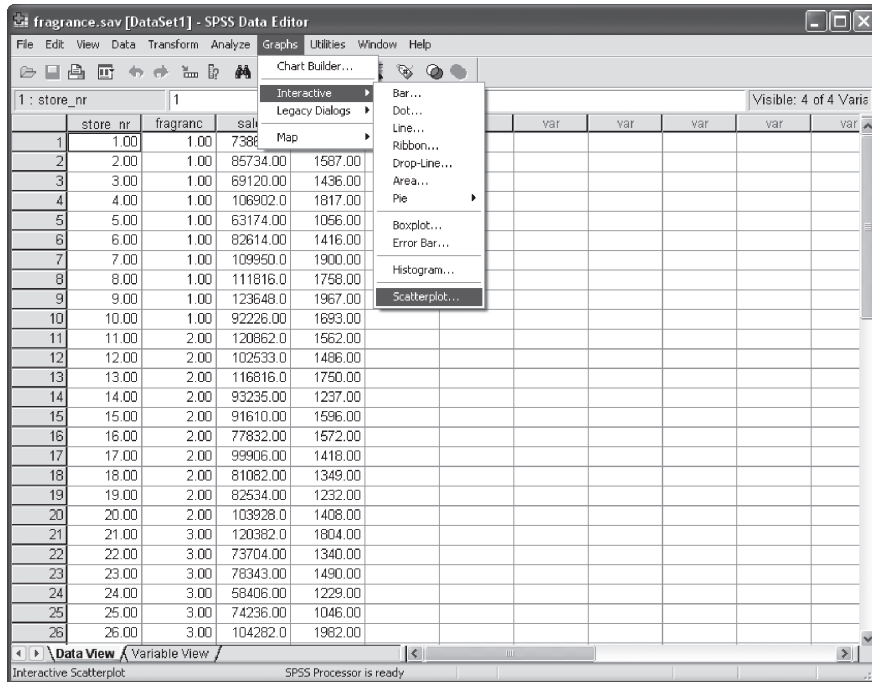 fragrance.sav [DataSet1] - SPSS Data Editor
File Edit View Data Transform Analyze Graphs Utilities Window Help
Chart Builder...
Interactive
Legacy Dialogs
Map
Bar...
Dot...
Line...
Ribbon...
Drop-Line...
Area...
Pie
Boxplot...
Error Bar...
Histogram...
Scatterplot...
1 : store_nr 1 Visible: 4 of 4 Varia
store_nr fragranc sal var var var var var
1 1.00 1.00 738
2 2.00 1.00 85734.00 1587.00
3 3.00 1.00 69120.00 1436.00
4 4.00 1.00 106902.0 1817.00
5 5.00 1.00 63174.00 1056.00
6 6.00 1.00 82614.00 1416.00
7 7.00 1.00 109950.0 1900.00
8 8.00 1.00 111816.0 1758.00
9 9.00 1.00 123648.0 1967.00
10 10.00 1.00 92226.00 1693.00
11 11.00 2.00 120862.0 1562.00
12 12.00 2.00 102533.0 1486.00
13 13.00 2.00 116816.0 1750.00
14 14.00 2.00 93235.00 1237.00
15 15.00 2.00 91610.00 1596.00
16 16.00 2.00 77832.00 1572.00
17 17.00 2.00 99906.00 1418.00
18 18.00 2.00 81082.00 1349.00
19 19.00 2.00 82534.00 1232.00
20 20.00 2.00 103928.0 1408.00
21 21.00 3.00 120382.0 1804.00
22 22.00 3.00 73704.00 1340.00
23 23.00 3.00 78343.00 1490.00
24 24.00 3.00 58406.00 1229.00
25 25.00 3.00 74236.00 1046.00
26 26.00 3.00 104282.0 1982.00
Data View Variable View
Interactive Scatterplot SPSS Processor is ready